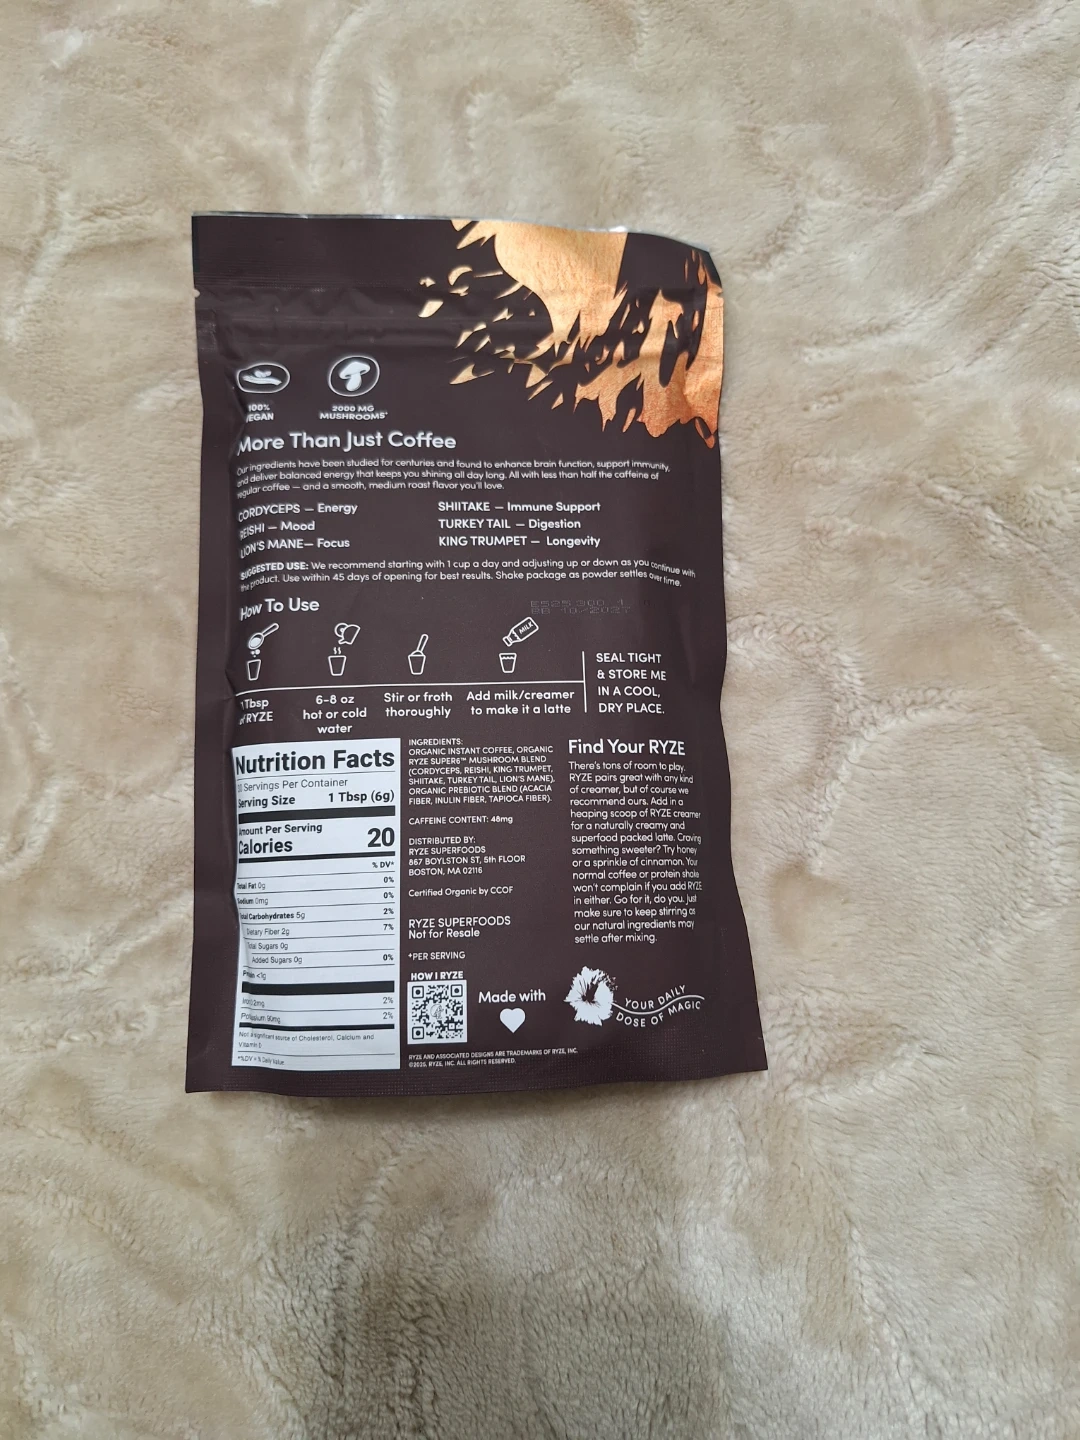 100%
VEGAN
2000 MG
MUSHROOMS*
More Than Just Coffee
Our ingredients have been studied for centuries and found to enhance brain function, support immunity,
and deliver balanced energy that keeps you shining all day long. All with less than half the caffeine of
regular coffee — and a smooth, medium roast flavor you'll love.
CORDYCEPS — Energy
REISHI — Mood
LION'S MANE— Focus
SHIITAKE — Immune Support
TURKEY TAIL — Digestion
KING TRUMPET — Longevity
SUGGESTED USE: We recommend starting with 1 cup a day and adjusting up or down as you continue with
the product. Use within 45 days of opening for best results. Shake package as powder settles over time.
How To Use
BB 10/2027
MILK
1 Tbsp
of RYZE
6-8 oz
hot or cold
water
Stir or froth
thoroughly
Add milk/creamer
to make it a latte
SEAL TIGHT
& STORE ME
IN A COOL,
DRY PLACE.
Nutrition Facts
Servings Per Container
Serving Size 1 Tbsp (6g)
Amount Per Serving
Calories 20
% DV*
Total Fat 0g 0%
Sodium 0mg 0%
Total Carbohydrates 5g 2%
Dietary Fiber 2g 7%
Total Sugars 0g
Added Sugars 0g 0%
Protein <1g
2%
Potassium 90mg 2%
Not a significant source of Cholesterol, Calcium and
Vitamin D
*%DV = % Daily Value
INGREDIENTS:
ORGANIC INSTANT COFFEE, ORGANIC
RYZE SUPER6™ MUSHROOM BLEND
(CORDYCEPS, REISHI, KING TRUMPET,
SHIITAKE, TURKEY TAIL, LION'S MANE),
ORGANIC PREBIOTIC BLEND (ACACIA
FIBER, INULIN FIBER, TAPIOCA FIBER).
CAFFEINE CONTENT: 48mg
DISTRIBUTED BY:
RYZE SUPERFOODS
867 BOYLSTON ST, 5th FLOOR
BOSTON, MA 02116
Certified Organic by CCOF
RYZE SUPERFOODS
Not for Resale
*PER SERVING
HOW I RYZE
Made with
RYZE AND ASSOCIATED DESIGNS ARE TRADEMARKS OF RYZE, INC.
©2025, RYZE, INC. ALL RIGHTS RESERVED.
Find Your RYZE
There's tons of room to play.
RYZE pairs great with any kind
of creamer, but of course we
recommend ours. Add in a
heaping scoop of RYZE creamer
for a naturally creamy and
superfood packed latte. Craving
something sweeter? Try honey
or a sprinkle of cinnamon. Your
normal coffee or protein shake
won't complain if you add RYZE
in either. Go for it, do you. Just
make sure to keep stirring as
our natural ingredients may
settle after mixing.
YOUR DAILY
DOSE OF MAGIC